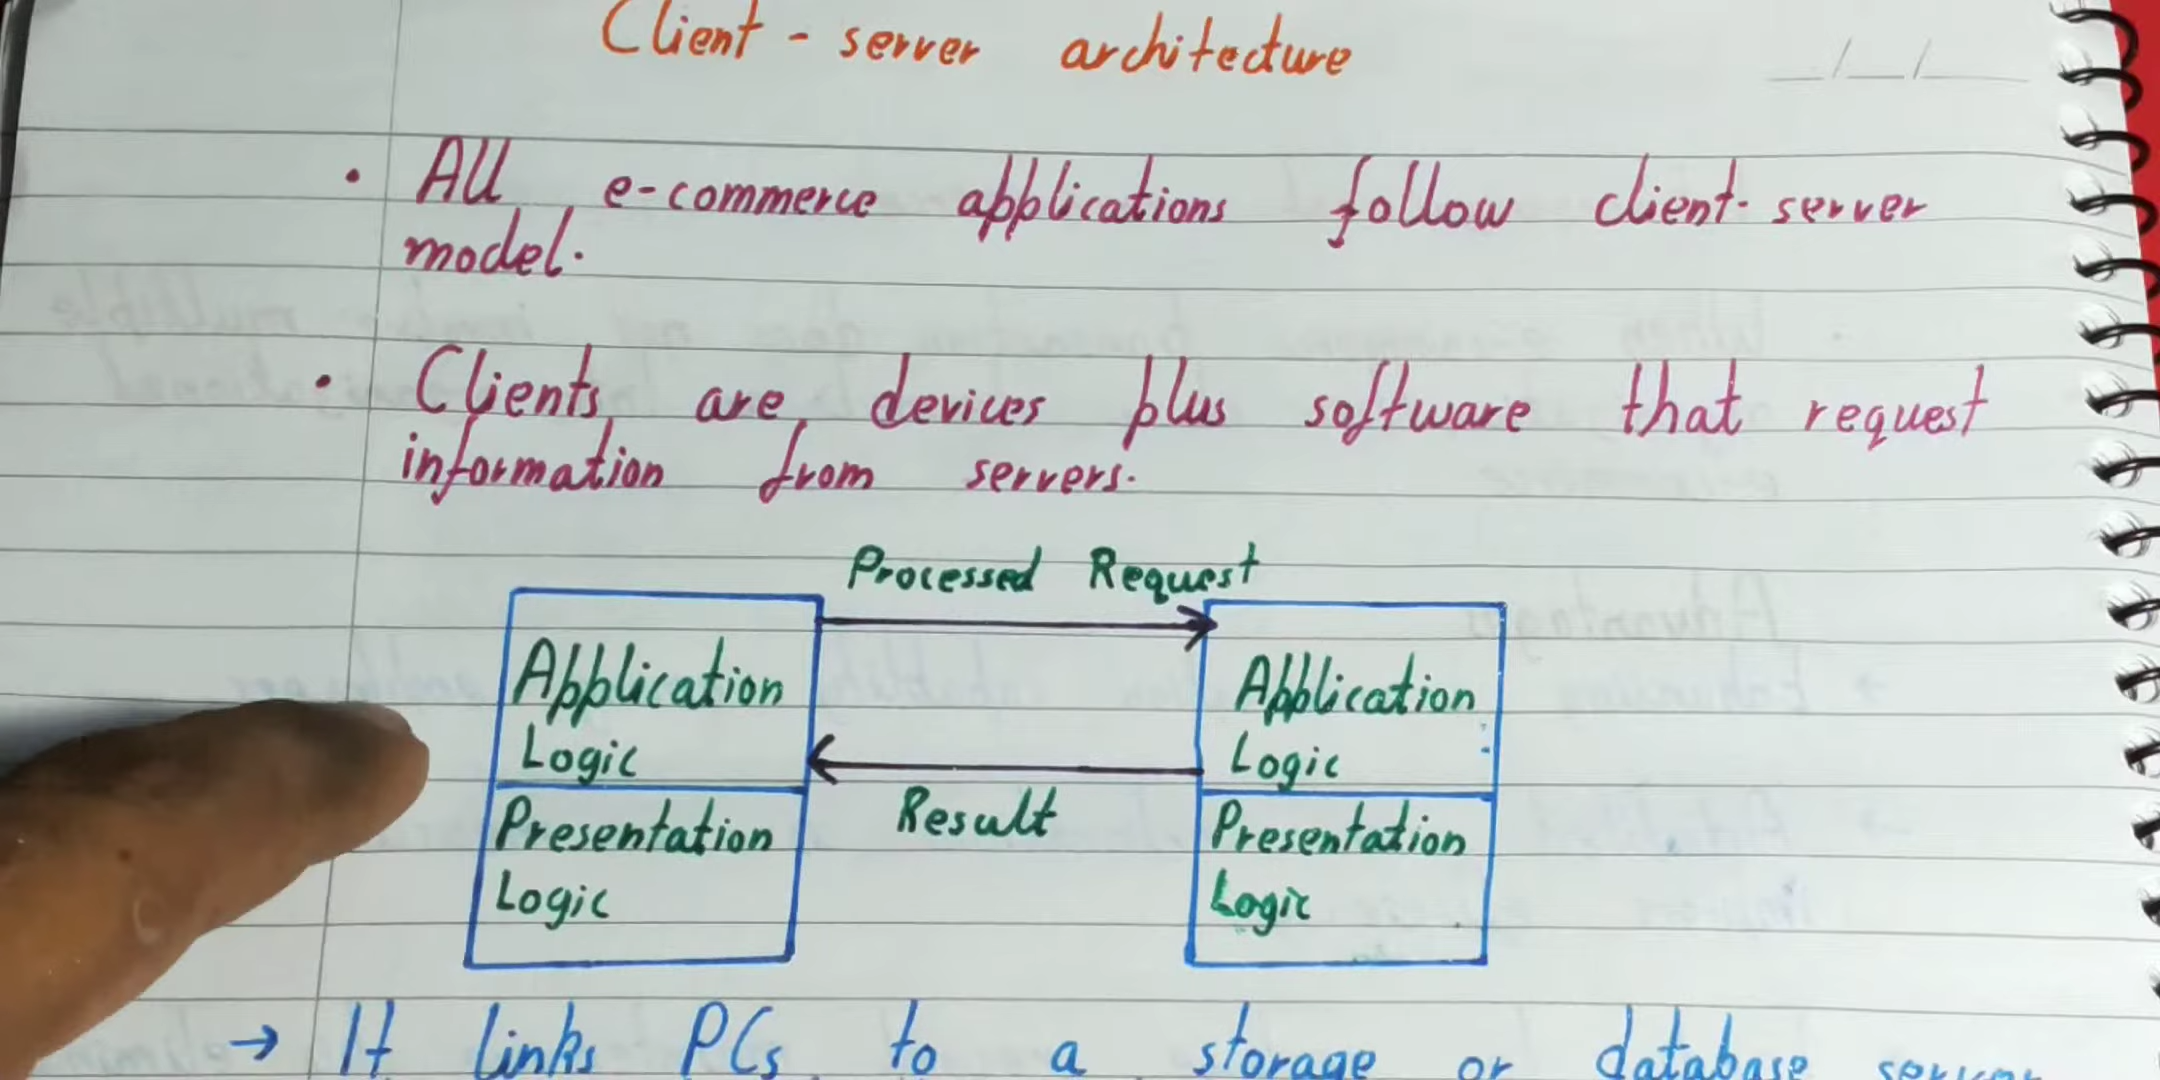 Client - server architecture
• All e-commerce applications follow client-server
model.
• Clients are devices plus software that request
information from servers.
Processed Request
Application
Logic
Application
Logic
Result
Presentation
Logic
Presentation
Logic
→ It links PCs to a storage or database server